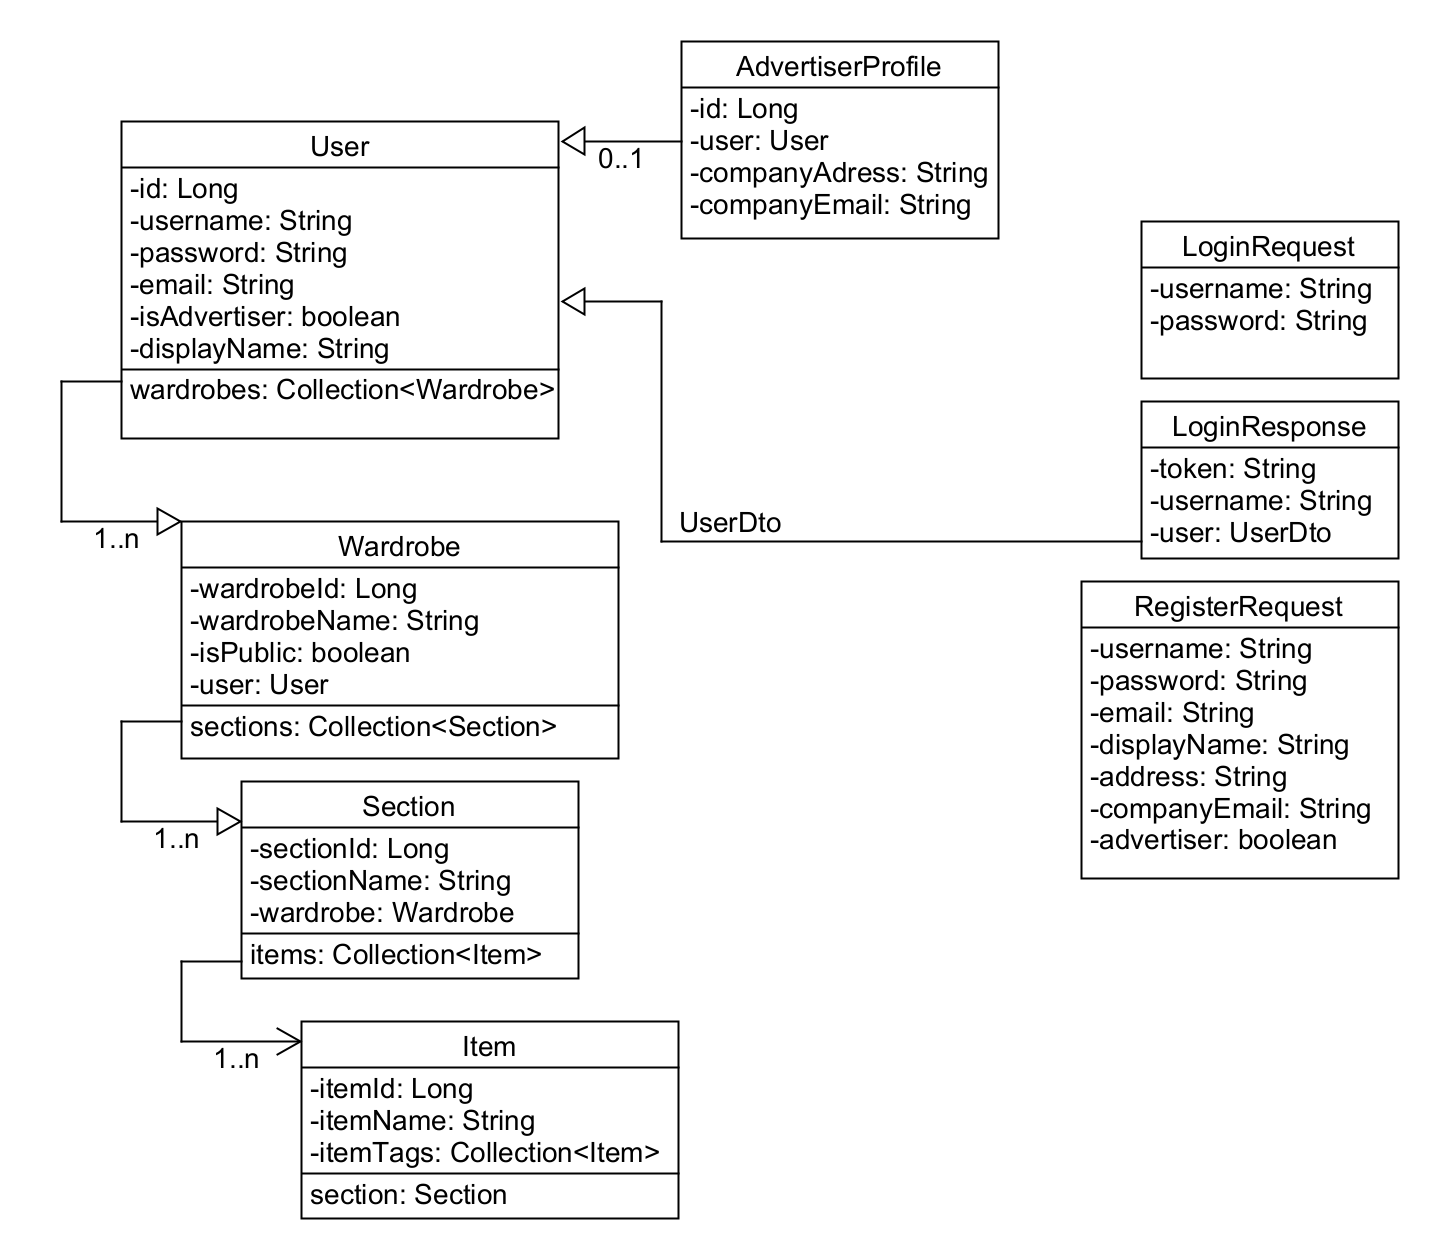 AdvertiserProfile
-id: Long
-user: User
-companyAdress: String
-companyEmail: String
0..1
User
-id: Long
-username: String
-password: String
-email: String
-isAdvertiser: boolean
-displayName: String
wardrobes: Collection<Wardrobe>
LoginRequest
-username: String
-password: String
LoginResponse
-token: String
-username: String
-user: UserDto
UserDto
1..n
Wardrobe
-wardrobeId: Long
-wardrobeName: String
-isPublic: boolean
-user: User
sections: Collection<Section>
RegisterRequest
-username: String
-password: String
-email: String
-displayName: String
-address: String
-companyEmail: String
-advertiser: boolean
1..n
Section
-sectionId: Long
-sectionName: String
-wardrobe: Wardrobe
items: Collection<Item>
1..n
Item
-itemId: Long
-itemName: String
-itemTags: Collection<Item>
section: Section